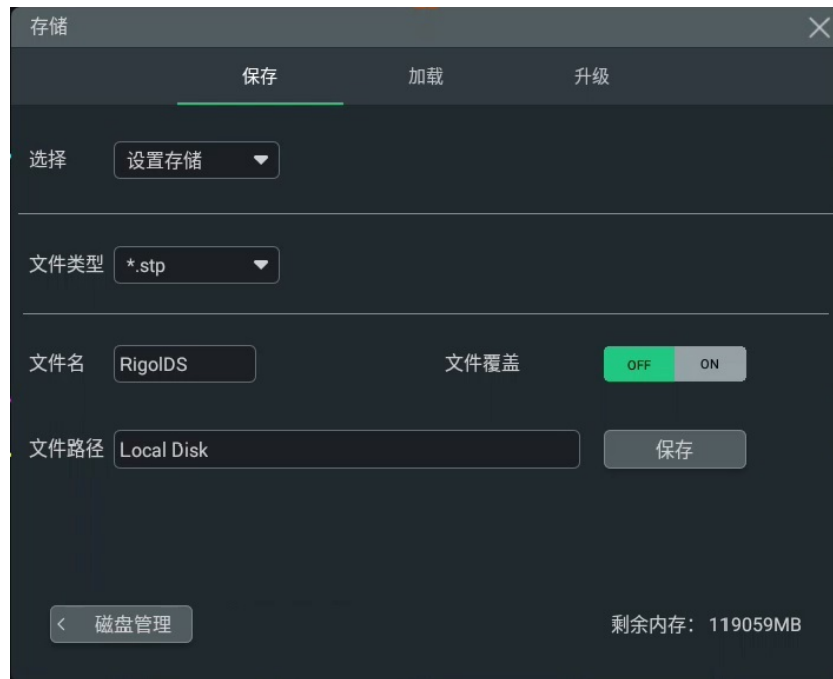 存储
保存 加载 升级
选择 设置存储
文件类型 *.stp
文件名 RigolDS 文件覆盖 OFF ON
文件路径 Local Disk 保存
磁盘管理 剩余内存：119059MB